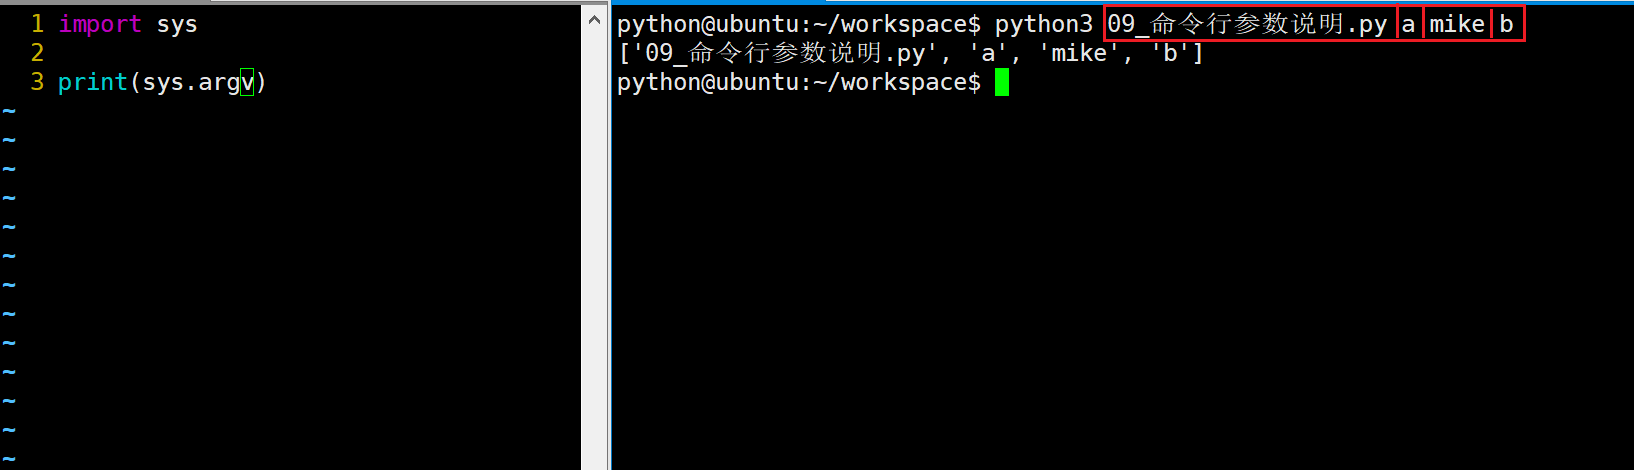 1 import sys
2
3 print(sys.argv)
~
~
~
~
~
~
~
~
~
~
~
~
~
python@ubuntu:~/workspace$ python3 09_命令行参数说明.py a mike b
['09_命令行参数说明.py', 'a', 'mike', 'b']
python@ubuntu:~/workspace$